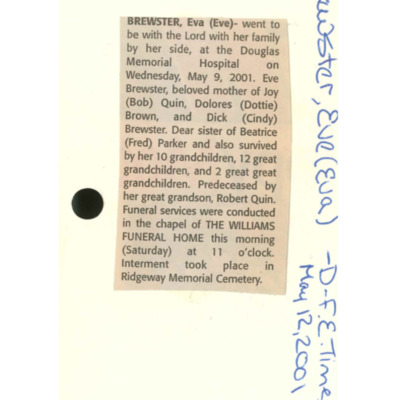 BREWSTER, Eva (Eve)- went to
be with the Lord with her family
by her side, at the Douglas
Memorial Hospital on
Wednesday, May 9, 2001. Eve
Brewster, beloved mother of Joy
(Bob) Quin, Dolores (Dottie)
Brown, and Dick (Cindy)
Brewster. Dear sister of Beatrice
(Fred) Parker and also survived
by her 10 grandchildren, 12 great
grandchildren, and 2 great great
grandchildren. Predeceased by
her great grandson, Robert Quin.
Funeral services were conducted
in the chapel of THE WILLIAMS
FUNERAL HOME this morning
(Saturday) at 11 o'clock.
Interment took place in
Ridgeway Memorial Cemetery.
Eve (Eva) -D-F.E. Time
May 12, 2001